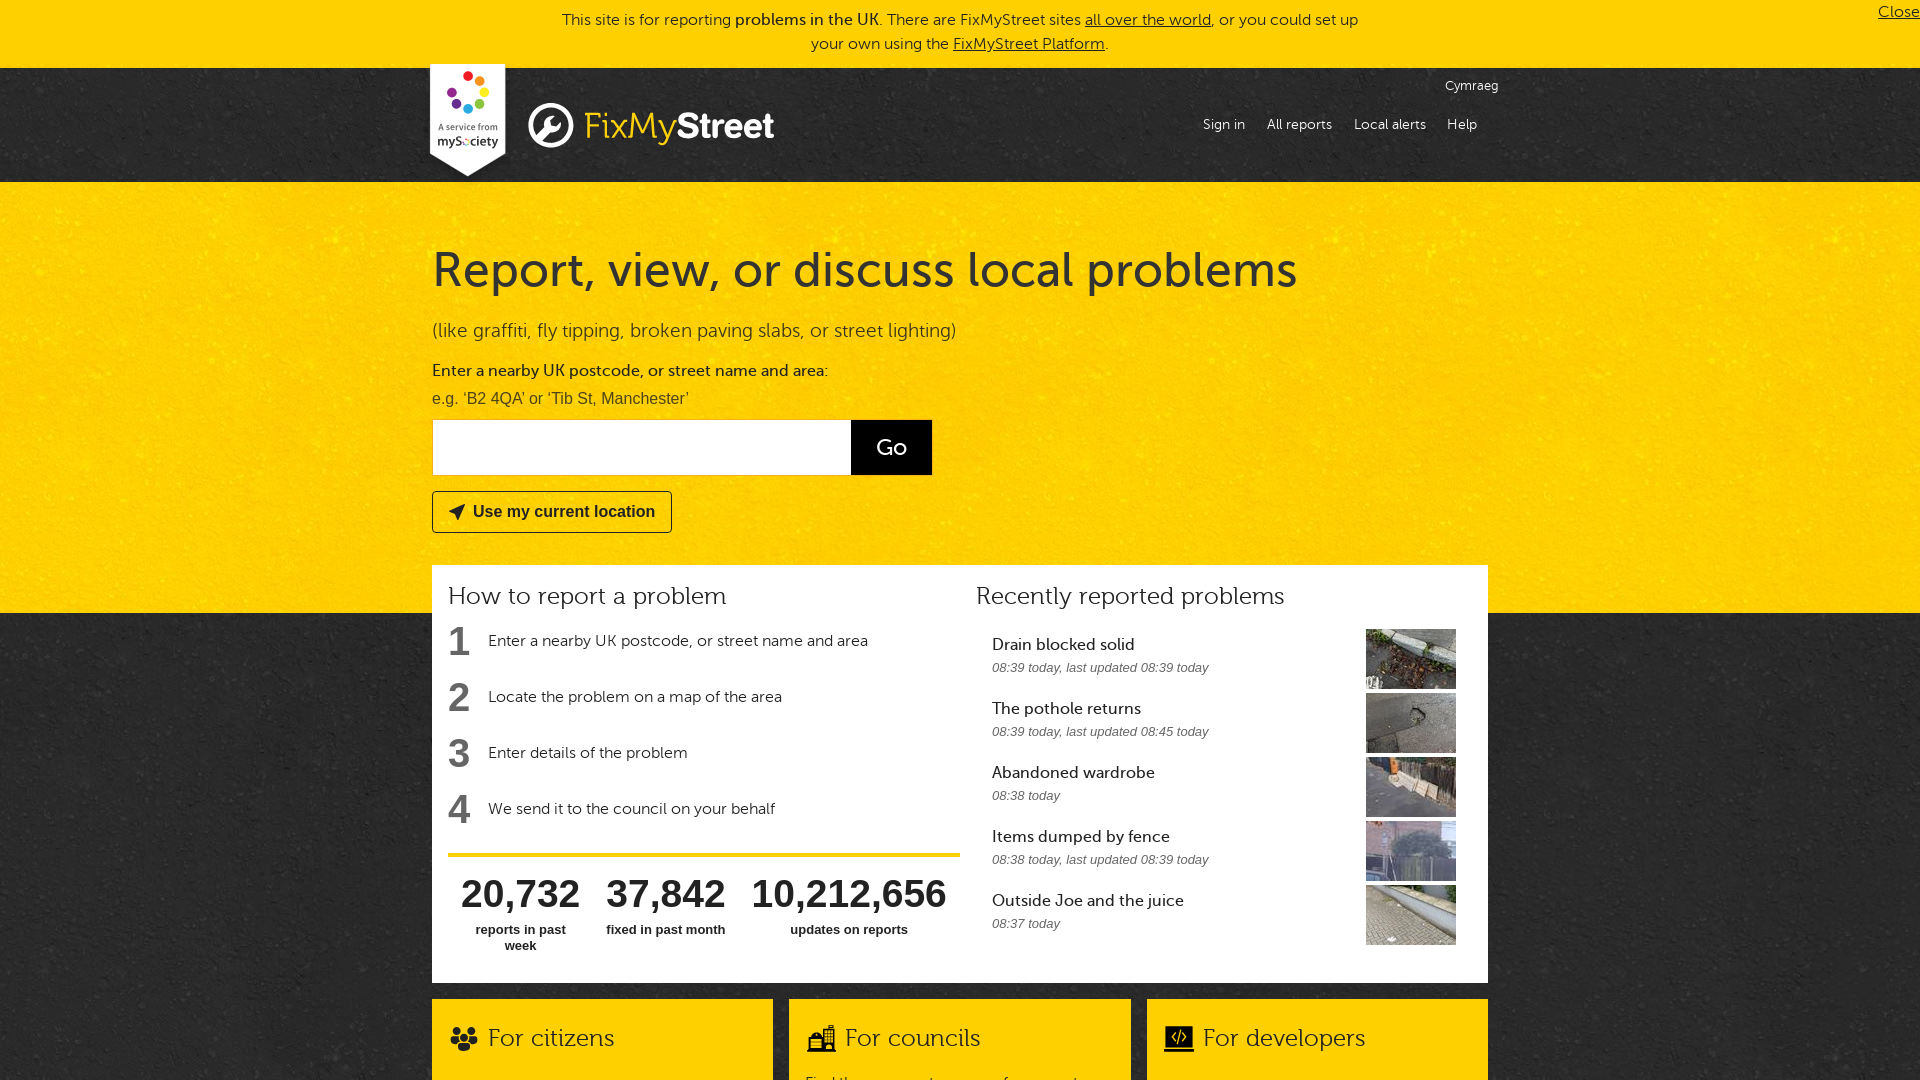 This site is for reporting problems in the UK. There are FixMyStreet sites all over the world, or you could set up
your own using the FixMyStreet Platform.
Close
A service from
mySociety
FixMyStreet
Cymraeg
Sign in
All reports
Local alerts
Help
Report, view, or discuss local problems
(like graffiti, fly tipping, broken paving slabs, or street lighting)
Enter a nearby UK postcode, or street name and area:
e.g. ‘B2 4QA’ or ‘Tib St, Manchester’
Go
Use my current location
How to report a problem
1 Enter a nearby UK postcode, or street name and area
2 Locate the problem on a map of the area
3 Enter details of the problem
4 We send it to the council on your behalf
20,732
reports in past
week
37,842
fixed in past month
10,212,656
updates on reports
Recently reported problems
Drain blocked solid
08:39 today, last updated 08:39 today
The pothole returns
08:39 today, last updated 08:45 today
Abandoned wardrobe
08:38 today
Items dumped by fence
08:38 today, last updated 08:39 today
Outside Joe and the juice
08:37 today
For citizens
For councils
For developers